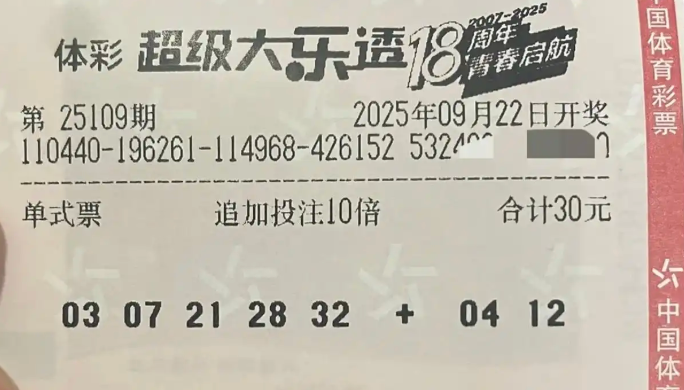 2007-2025
体彩 超级大乐透 18 周年
青春启航
第 25109期 2025年09月22日开奖
110440-196261-114968-426152 532
单式票 追加投注10倍 合计30元
03 07 21 28 32 + 04 12
中国体育彩票
中国体